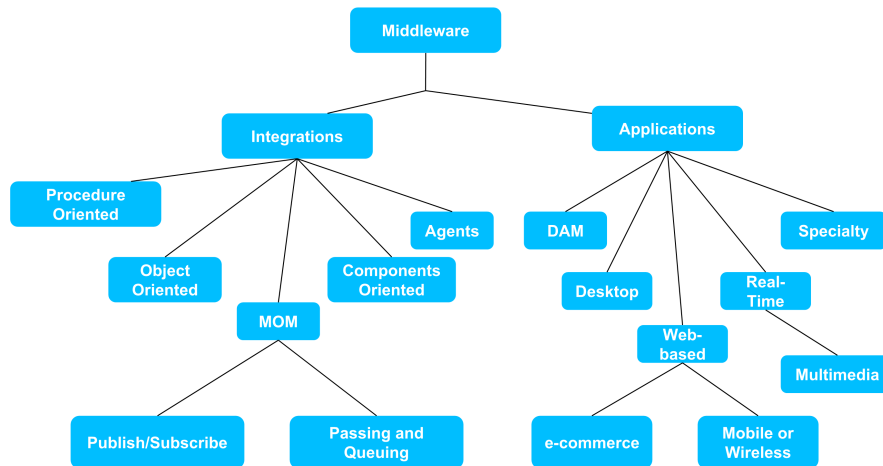 Middleware
Integrations
Applications
Procedure
Oriented
Agents
DAM
Specialty
Object
Oriented
Components
Oriented
Desktop
Real-
Time
MOM
Web-
based
Multimedia
Publish/Subscribe
Passing and
Queuing
e-commerce
Mobile or
Wireless